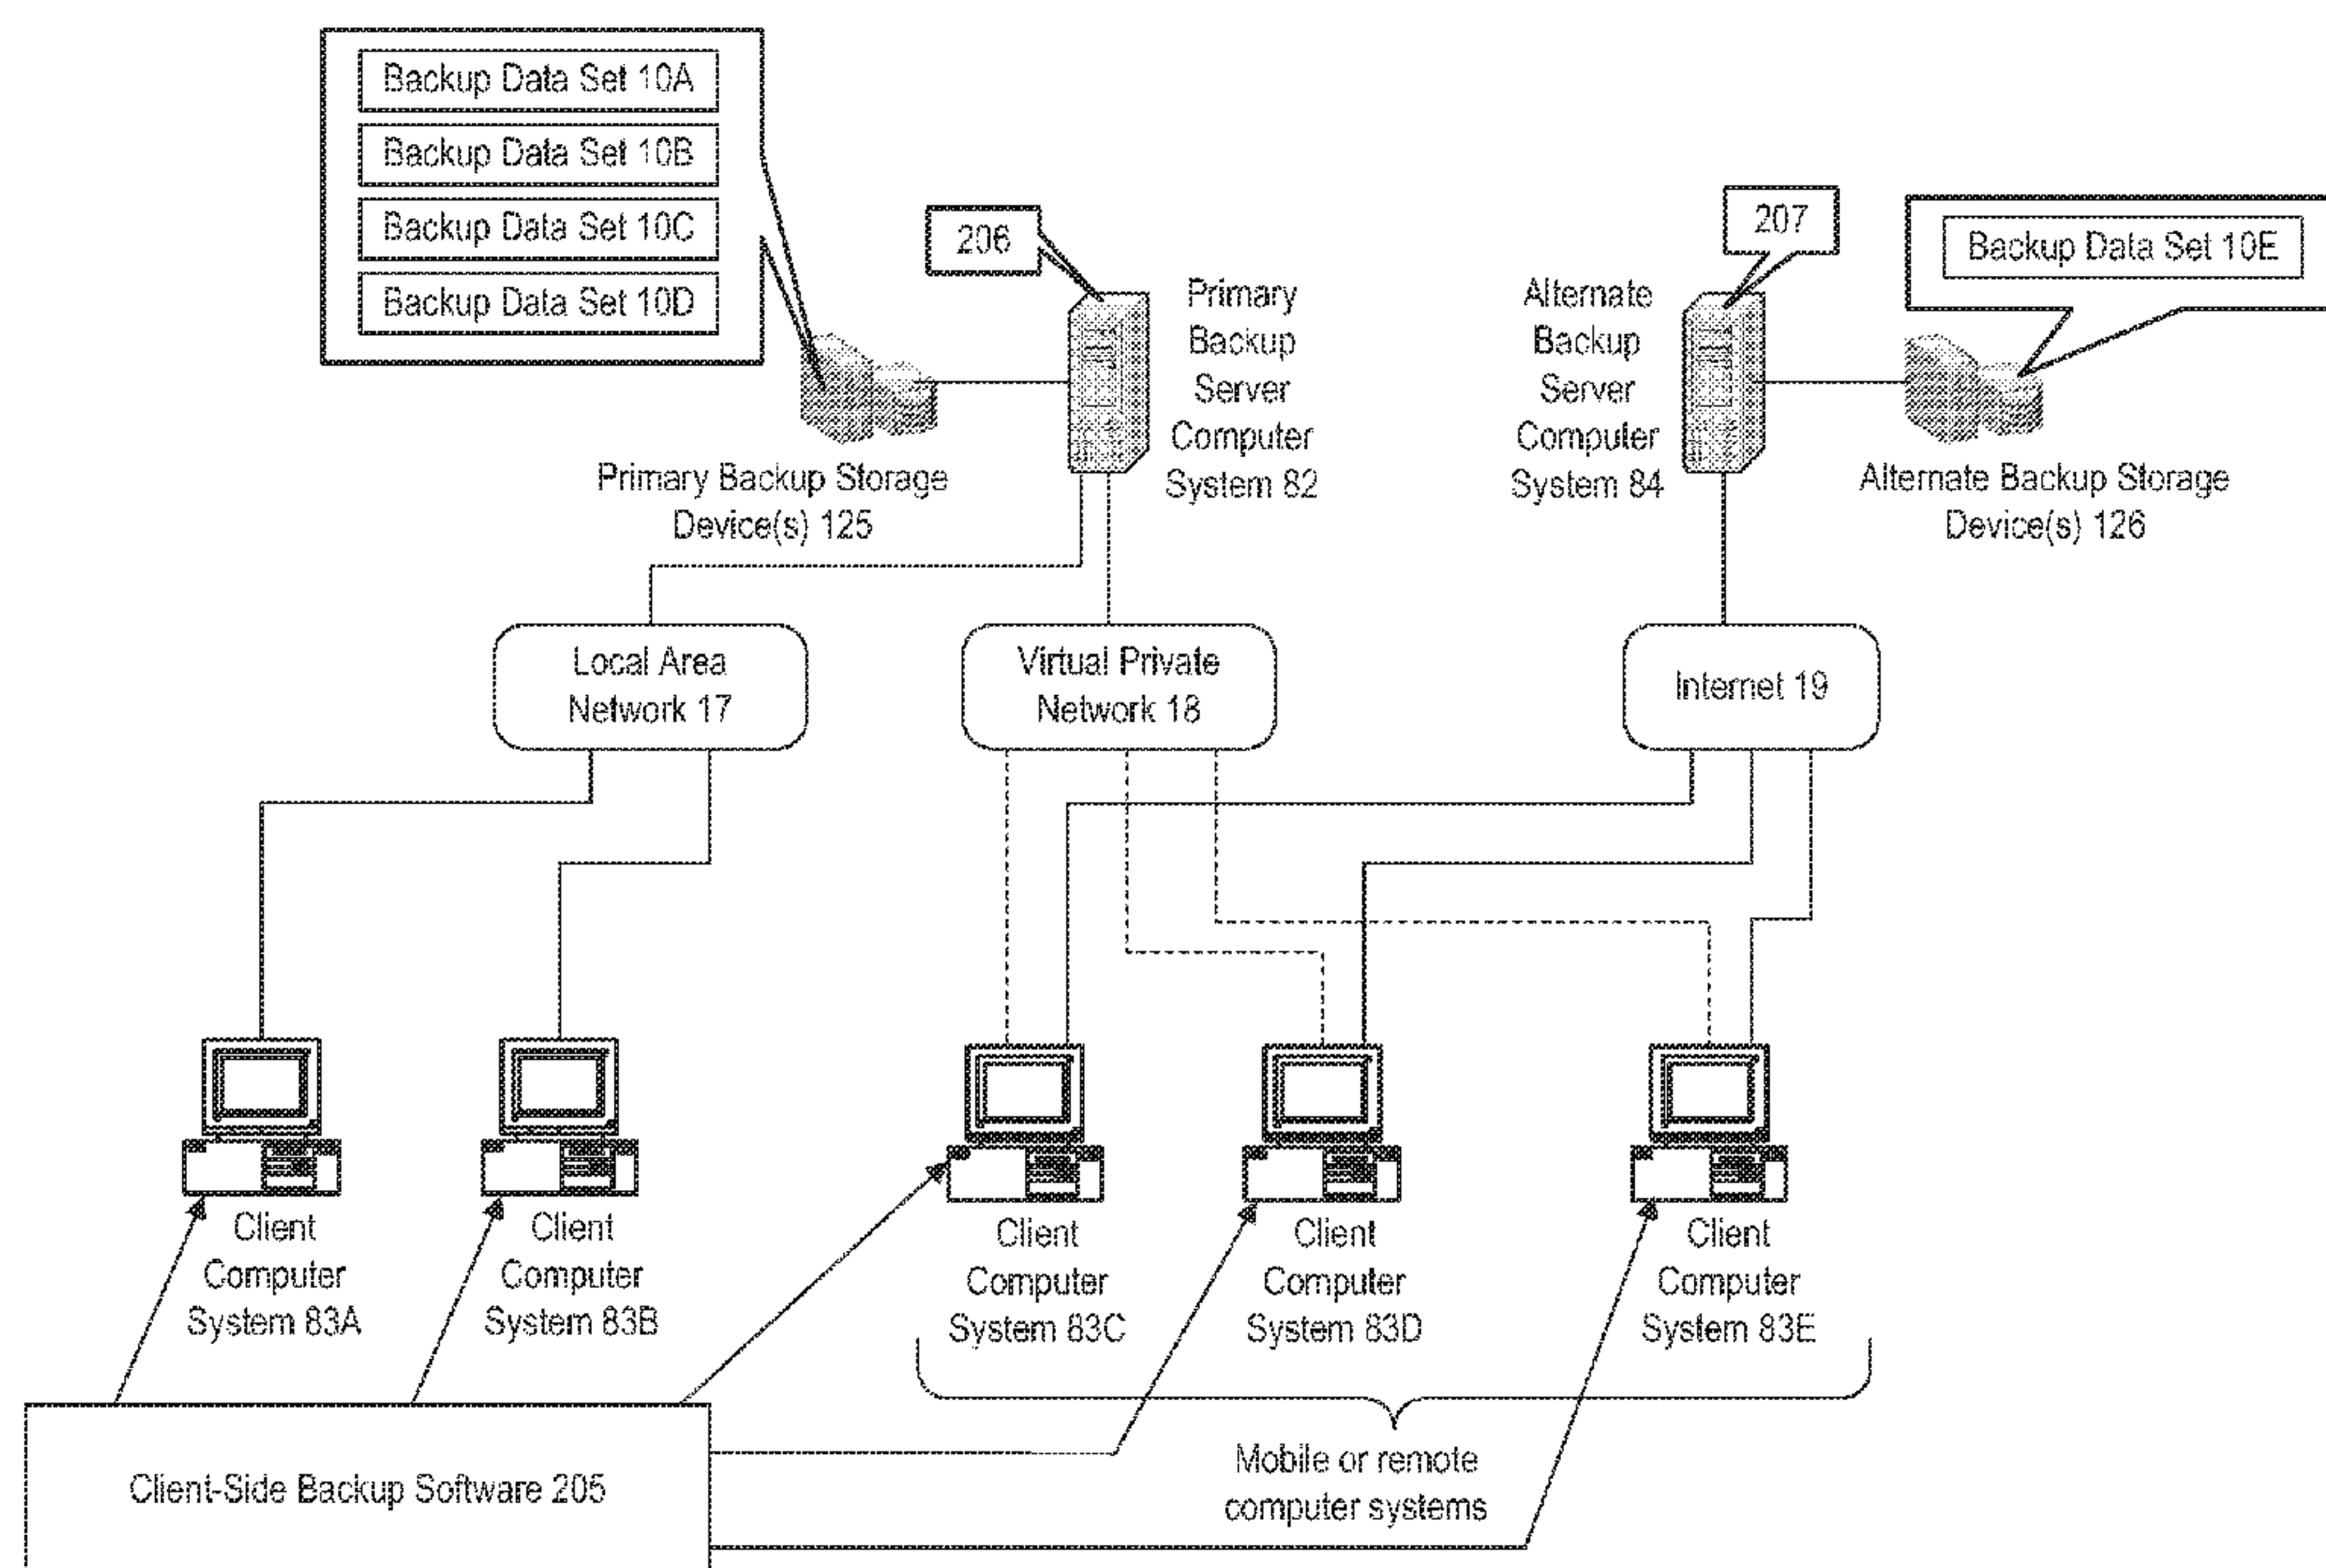 Backup Data Set 10A
Backup Data Set 10B
Backup Data Set 10C
Backup Data Set 10D
206
Primary
Backup
Server
Computer
System 82
Primary Backup Storage
Device(s) 125
207
Alternate
Backup
Server
Computer
System 84
Backup Data Set 10E
Alternate Backup Storage
Device(s) 126
Local Area
Network 17
Virtual Private
Network 18
Internet 19
Client
Computer
System 83A
Client
Computer
System 83B
Client
Computer
System 83C
Client
Computer
System 83D
Client
Computer
System 83E
Client-Side Backup Software 205
Mobile or remote
computer systems